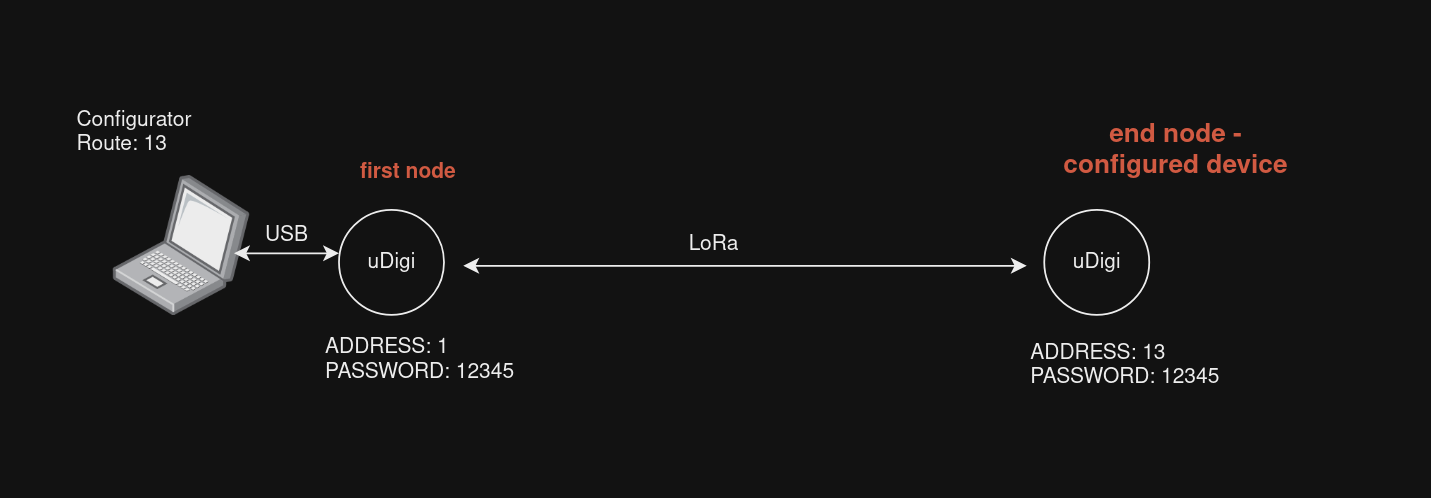 Configurator
Route: 13
first node
USB
uDigi
ADDRESS: 1
PASSWORD: 12345
LoRa
end node -
configured device
uDigi
ADDRESS: 13
PASSWORD: 12345